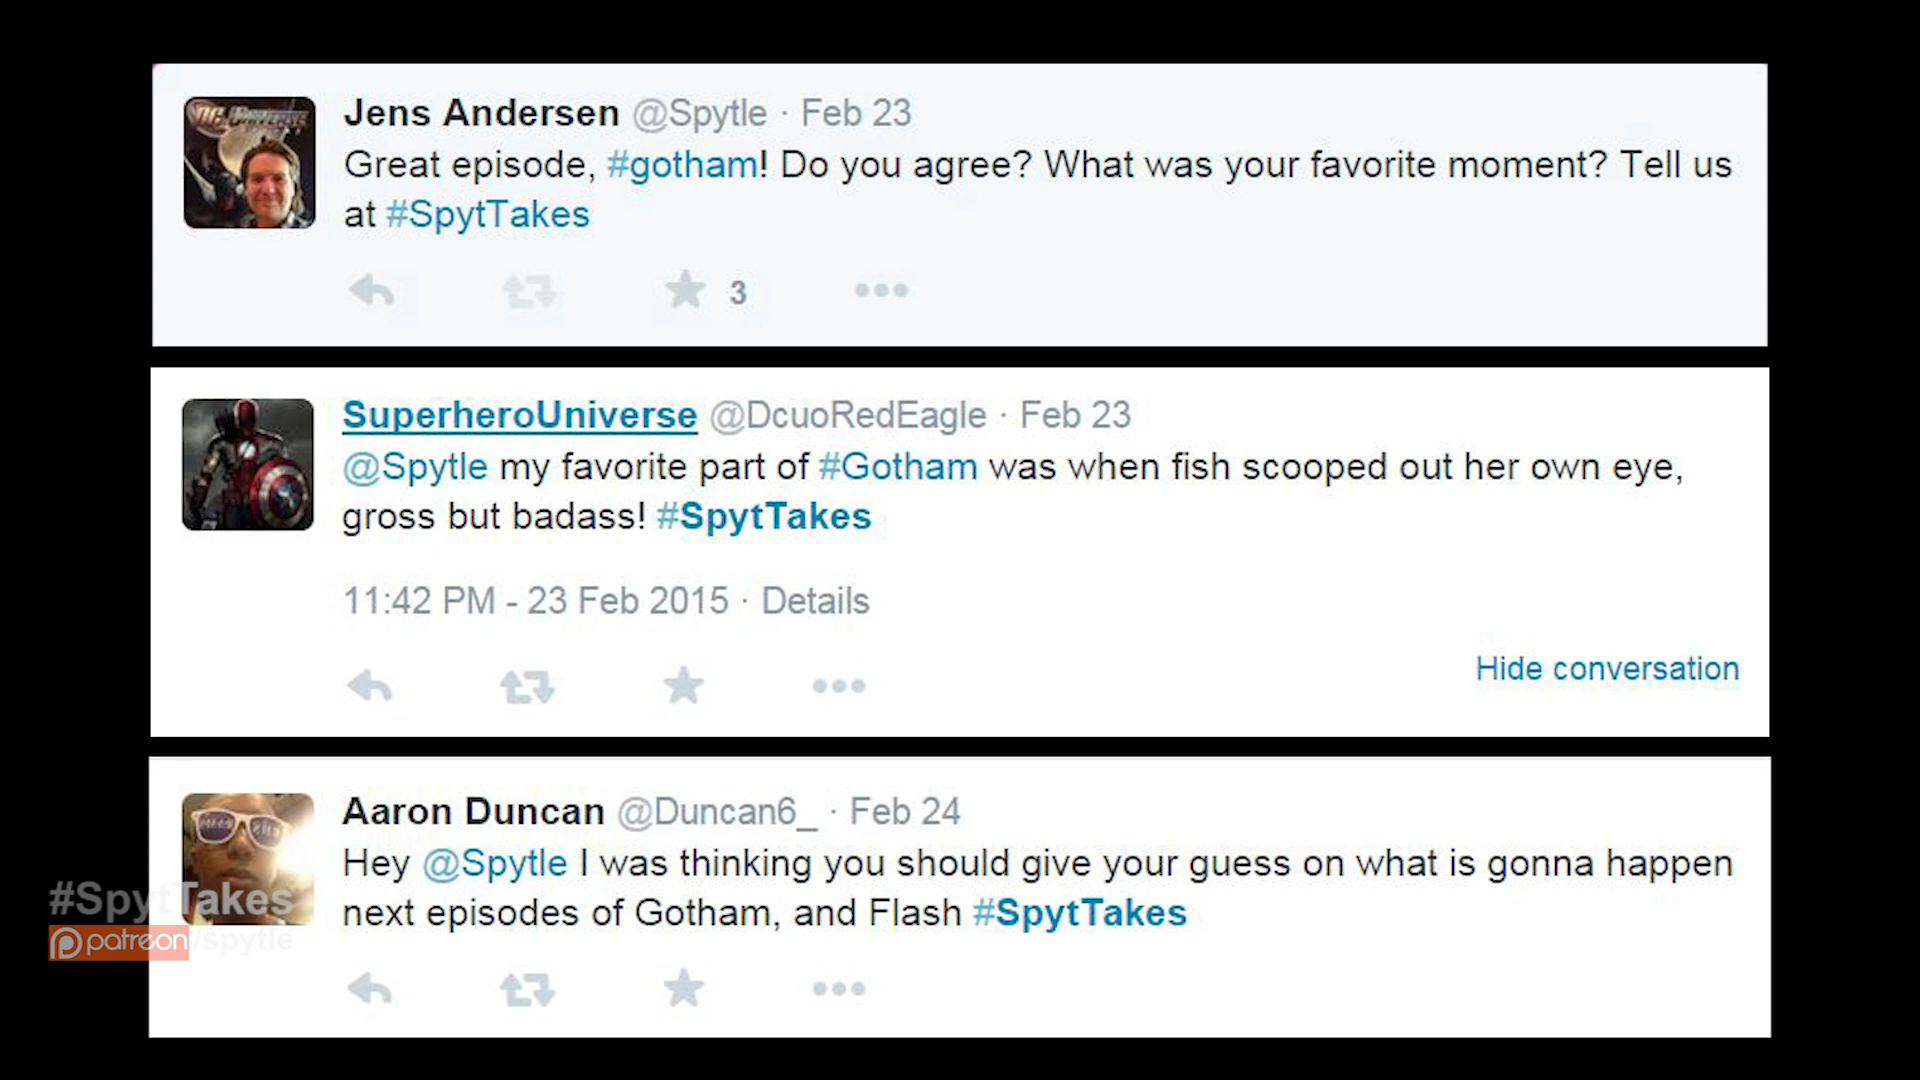 Jens Andersen @Spytle · Feb 23
Great episode, #gotham! Do you agree? What was your favorite moment? Tell us
at #SpytTakes
3
SuperheroUniverse @DcuoRedEagle · Feb 23
@Spytle my favorite part of #Gotham was when fish scooped out her own eye,
gross but badass! #SpytTakes
11:42 PM - 23 Feb 2015 · Details
Hide conversation
Aaron Duncan @Duncan6_ · Feb 24
Hey @Spytle I was thinking you should give your guess on what is gonna happen
next episodes of Gotham, and Flash #SpytTakes
#SpytTakes
patreon/spytle